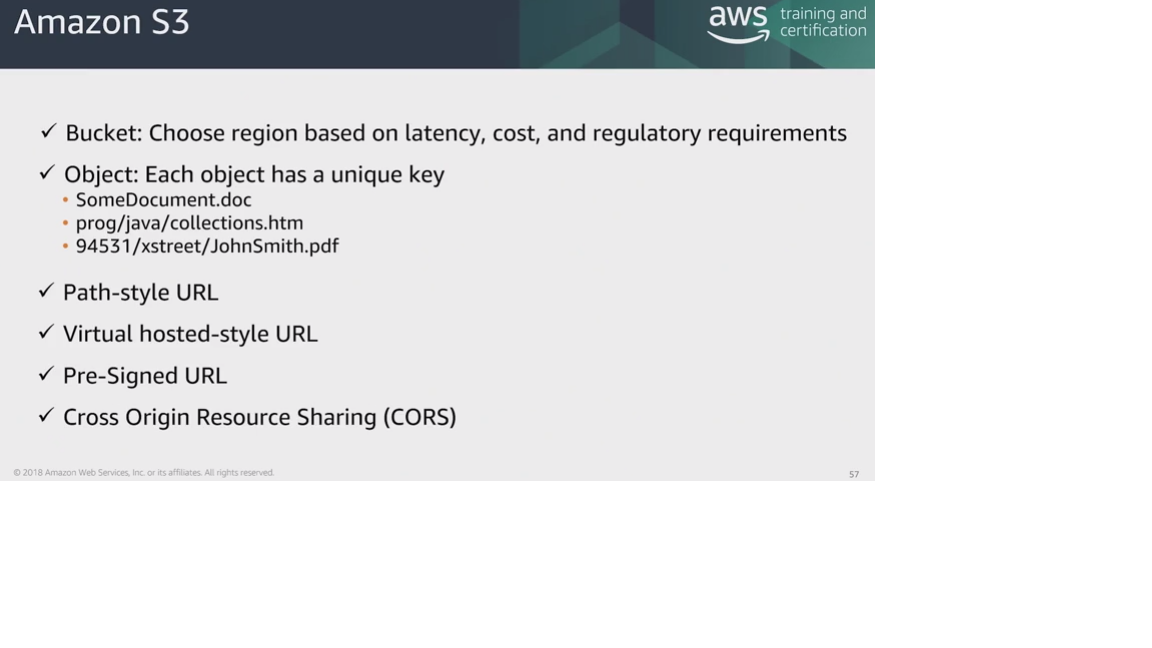 Amazon S3
aws
training and
certification
✓ Bucket: Choose region based on latency, cost, and regulatory requirements
✓ Object: Each object has a unique key
• SomeDocument.doc
• prog/java/collections.htm
• 94531/xstreet/JohnSmith.pdf
✓ Path-style URL
✓ Virtual hosted-style URL
✓ Pre-Signed URL
✓ Cross Origin Resource Sharing (CORS)
© 2018 Amazon Web Services, Inc. or its affiliates. All rights reserved.
57